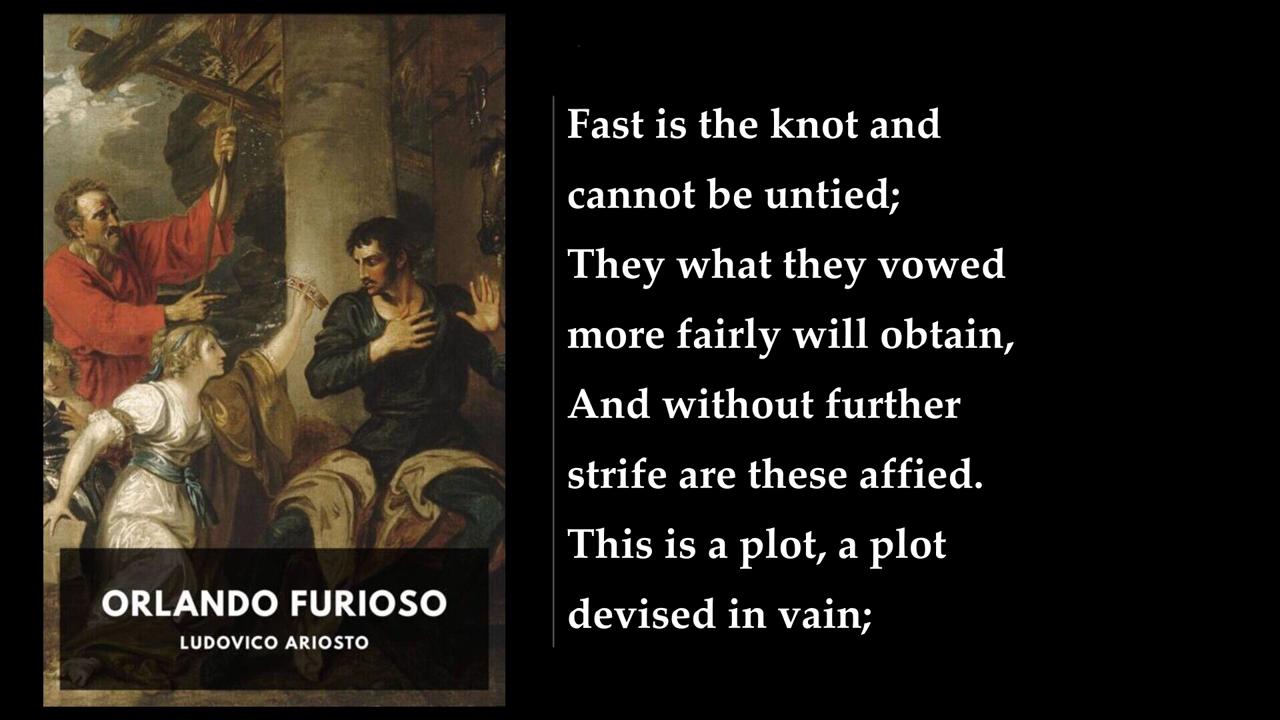 ORLANDO FURIOSO
LUDOVICO ARIOSTO
Fast is the knot and
cannot be untied;
They what they vowed
more fairly will obtain,
And without further
strife are these affied.
This is a plot, a plot
devised in vain;